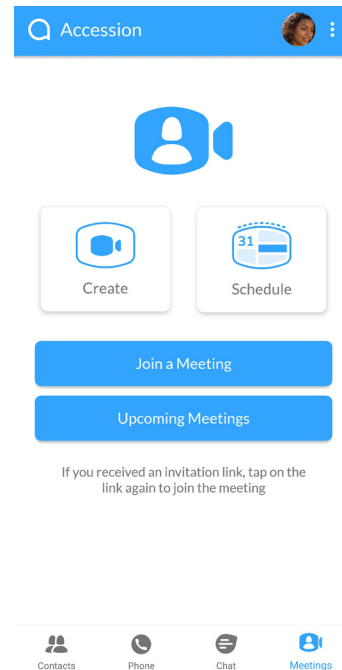 Accession
31
Create
Schedule
Join a Meeting
Upcoming Meetings
If you received an invitation link, tap on the
link again to join the meeting
Contacts
Phone
Chat
Meetings